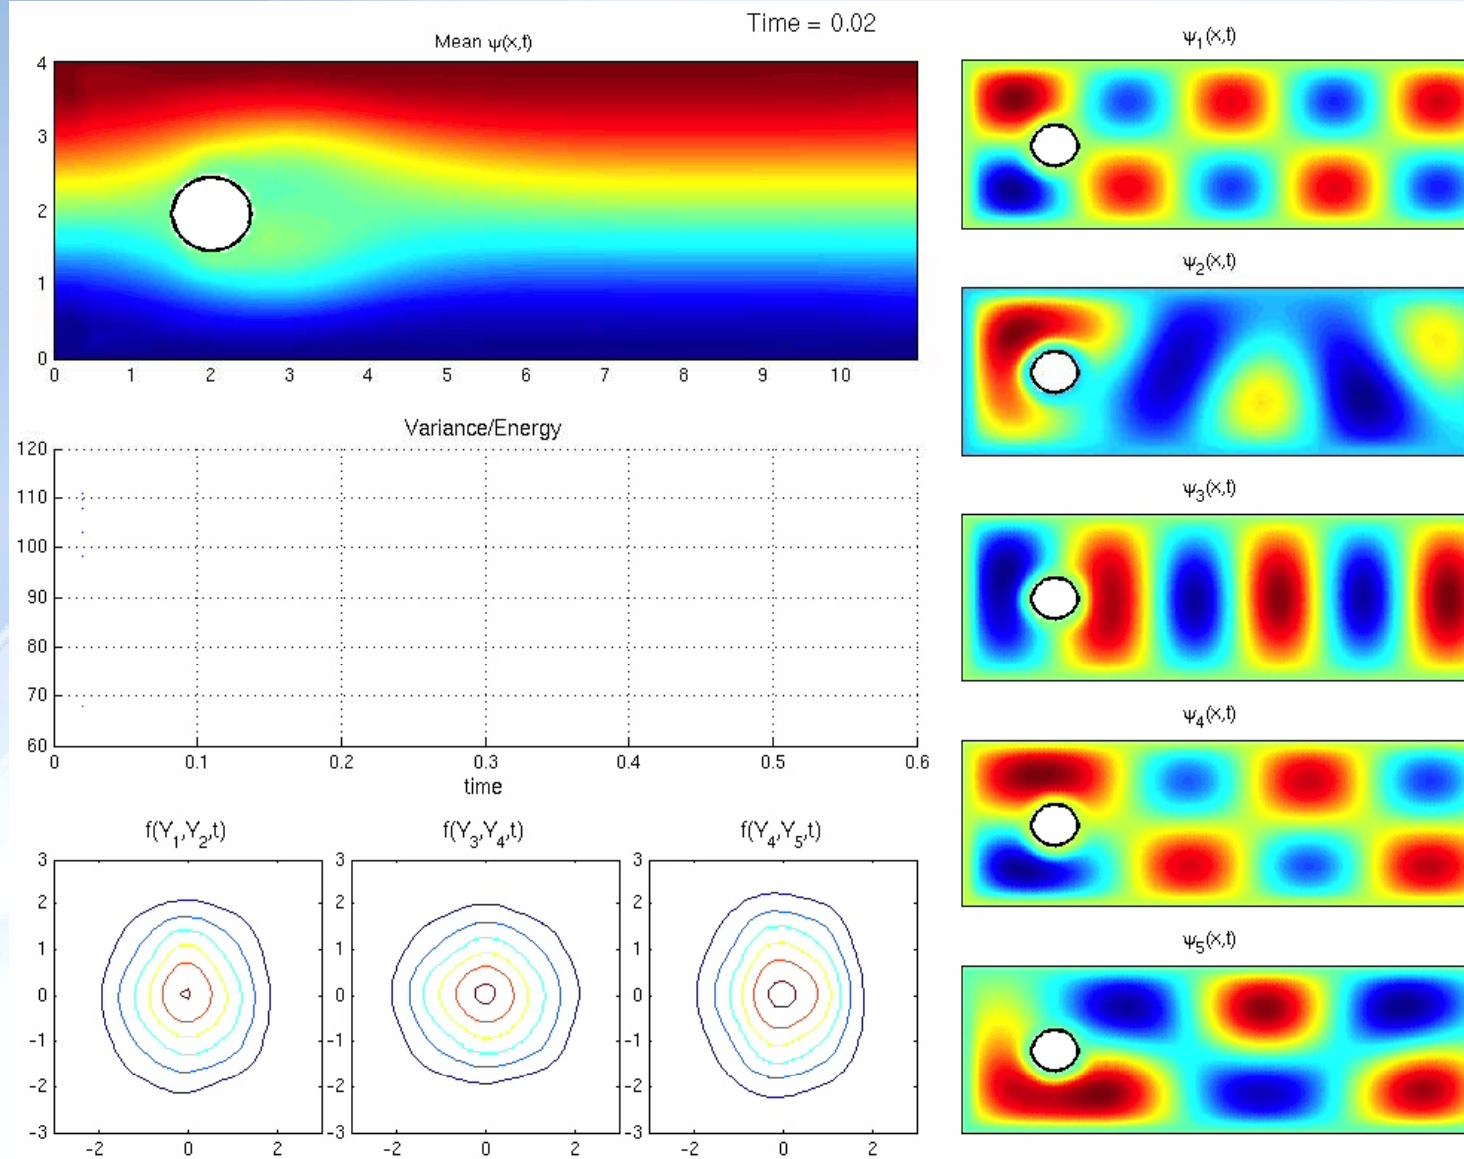 Time = 0.02
Mean ψ(x,t)
4
3
2
1
0
0 1 2 3 4 5 6 7 8 9 10
Variance/Energy
120
110
100
90
80
70
60
0 0.1 0.2 0.3 0.4 0.5 0.6
time
f(Y₁,Y₂,t)
3
2
1
0
-1
-2
-3
-2 0 2
f(Y₃,Y₄,t)
3
2
1
0
-1
-2
-3
-2 0 2
f(Y₄,Y₅,t)
3
2
1
0
-1
-2
-3
-2 0 2
ψ₁(x,t)
ψ₂(x,t)
ψ₃(x,t)
ψ₄(x,t)
ψ₅(x,t)